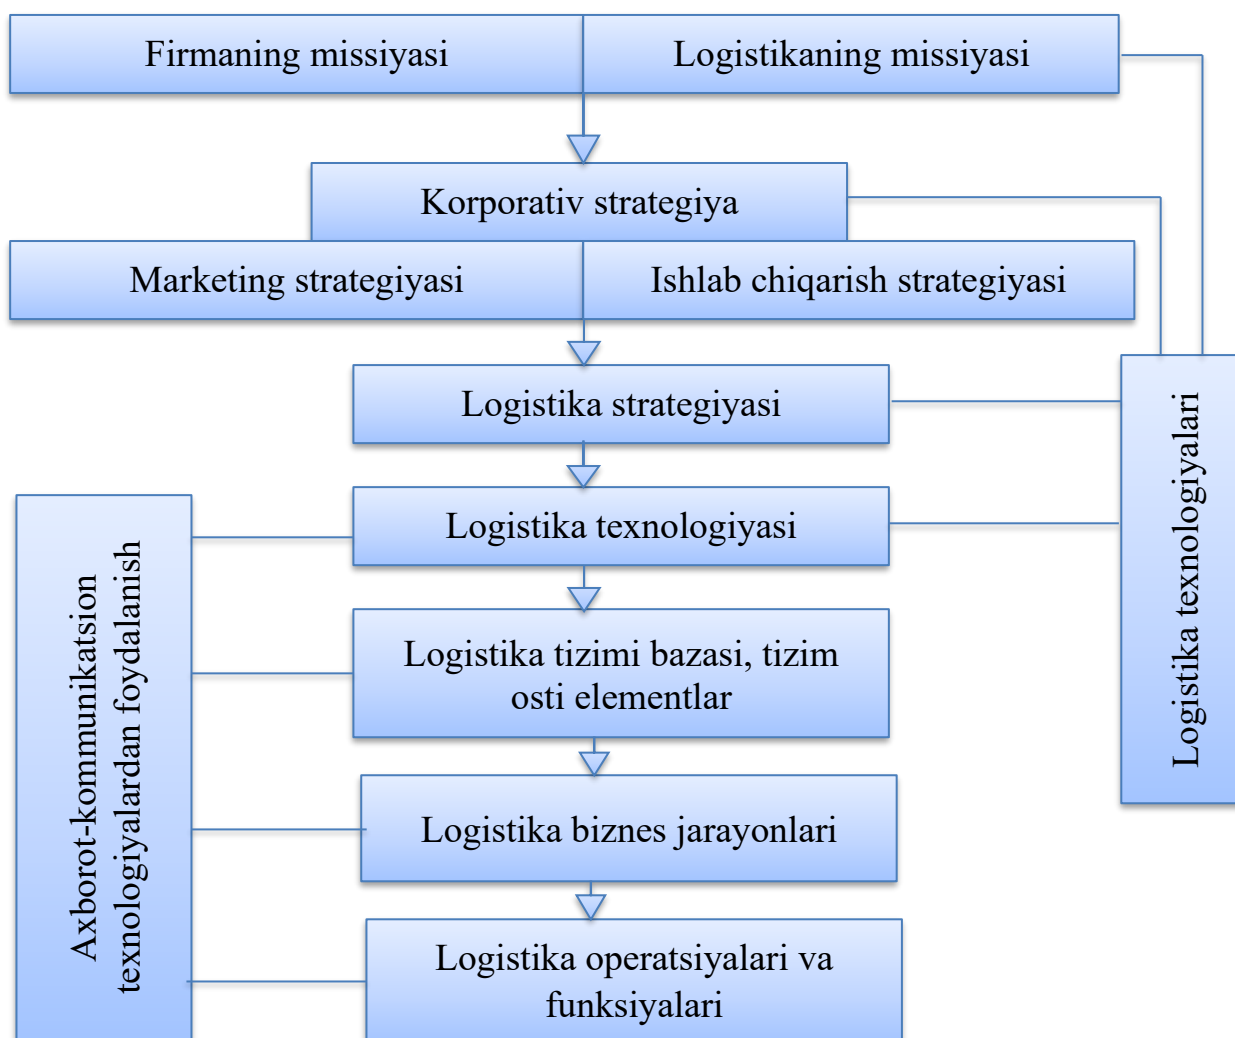 Firmaning missiyasi
Logistikaning missiyasi
Korporativ strategiya
Marketing strategiyasi
Ishlab chiqarish strategiyasi
Logistika strategiyasi
Logistika texnologiyasi
Logistika tizimi bazasi, tizim
osti elementlar
Logistika biznes jarayonlari
Logistika operatsiyalari va
funksiyalari
Axborot-kommunikatsion
texnologiyalardan foydalanish
Logistika texnologiyalari